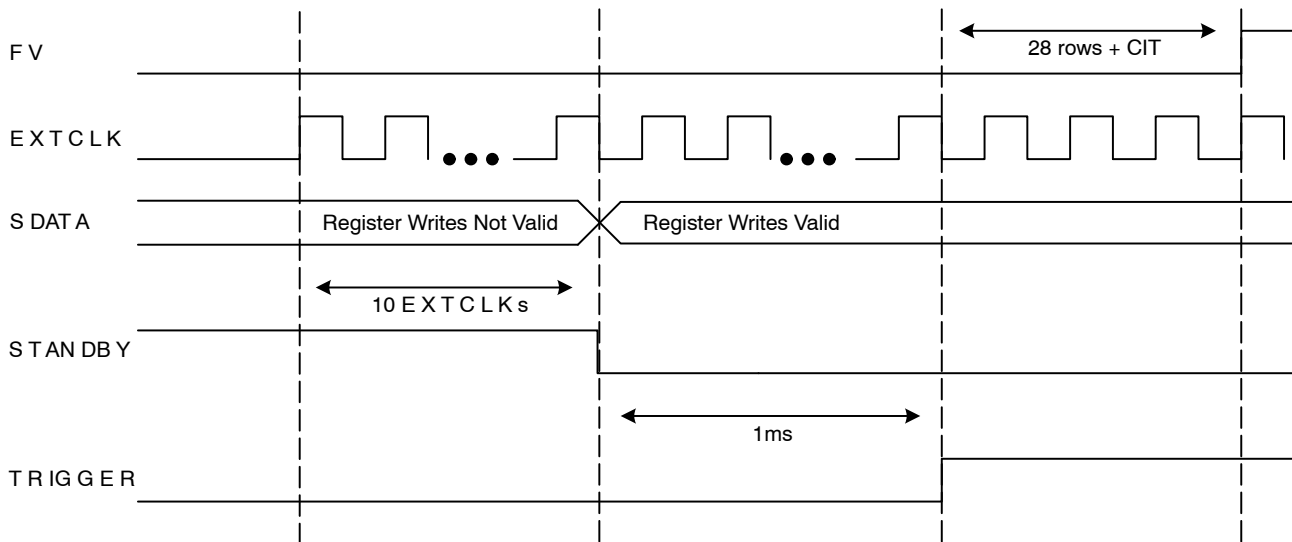 28 rows + CIT
FV
EXTCLK
SDATA
Register Writes Not Valid
Register Writes Valid
10 EXTCLKs
STANDBY
1ms
TRIGGER